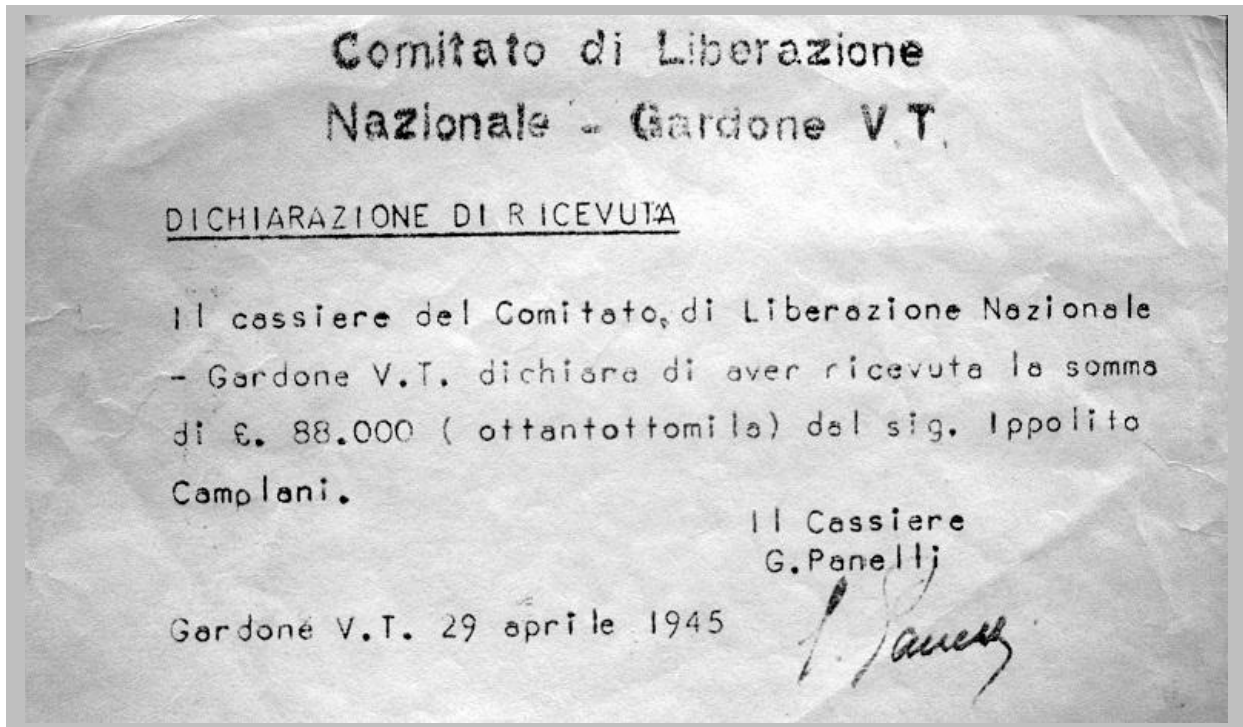 Comitato di Liberazione
Nazionale - Gardone V.T.
DICHIARAZIONE DI RICEVUTA
Il cassiere del Comitato di Liberazione Nazionale
- Gardone V.T. dichiara di aver ricevuta la somma
di £. 88.000 ( ottantottomila) dal sig. Ippolito
Camplani.
Il Cassiere
G.Panelli
Gardone V.T. 29 aprile 1945